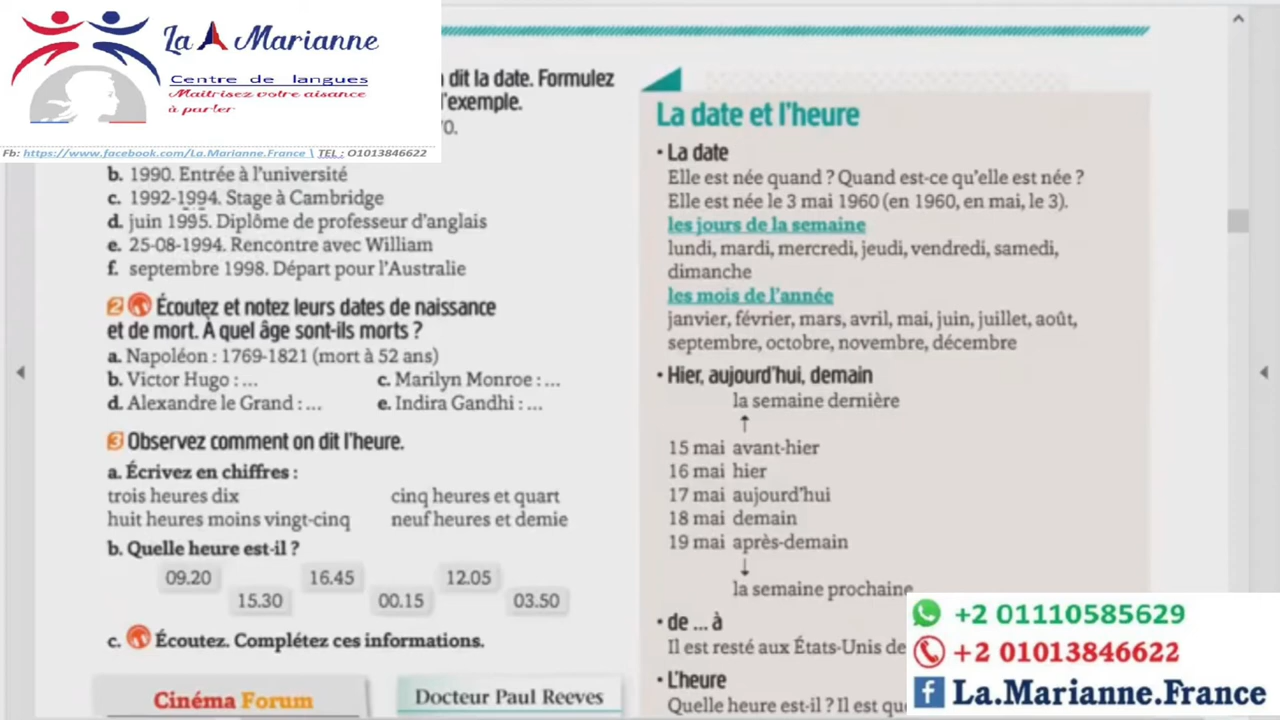 La Marianne
Centre de langues
Maîtrisez votre aisance
à parler
Fb: https://www.facebook.com/La.Marianne.France \ TEL : 01013846622
dit la date. Formulez
l'exemple.
b. 1990. Entrée à l'université
c. 1992-1994. Stage à Cambridge
d. juin 1995. Diplôme de professeur d'anglais
e. 25-08-1994. Rencontre avec William
f. septembre 1998. Départ pour l'Australie
2 Écoutez et notez leurs dates de naissance
et de mort. À quel âge sont-ils morts ?
a. Napoléon : 1769-1821 (mort à 52 ans)
b. Victor Hugo : ... c. Marilyn Monroe : ...
d. Alexandre le Grand : ... e. Indira Gandhi : ...
3 Observez comment on dit l'heure.
a. Écrivez en chiffres :
trois heures dix cinq heures et quart
huit heures moins vingt-cinq neuf heures et demie
b. Quelle heure est-il ?
09.20 16.45 12.05
15.30 00.15 03.50
c. Écoutez. Complétez ces informations.
Cinéma Forum
Docteur Paul Reeves
La date et l'heure
• La date
Elle est née quand ? Quand est-ce qu'elle est née ?
Elle est née le 3 mai 1960 (en 1960, en mai, le 3).
les jours de la semaine
lundi, mardi, mercredi, jeudi, vendredi, samedi,
dimanche
les mois de l'année
janvier, février, mars, avril, mai, juin, juillet, août,
septembre, octobre, novembre, décembre
• Hier, aujourd'hui, demain
la semaine dernière
↑
15 mai avant-hier
16 mai hier
17 mai aujourd'hui
18 mai demain
19 mai après-demain
↓
la semaine prochaine
• de ... à
Il est resté aux États-Unis de
• L'heure
Quelle heure est-il ? Il est
+2 01110585629
+2 01013846622
La.Marianne.France